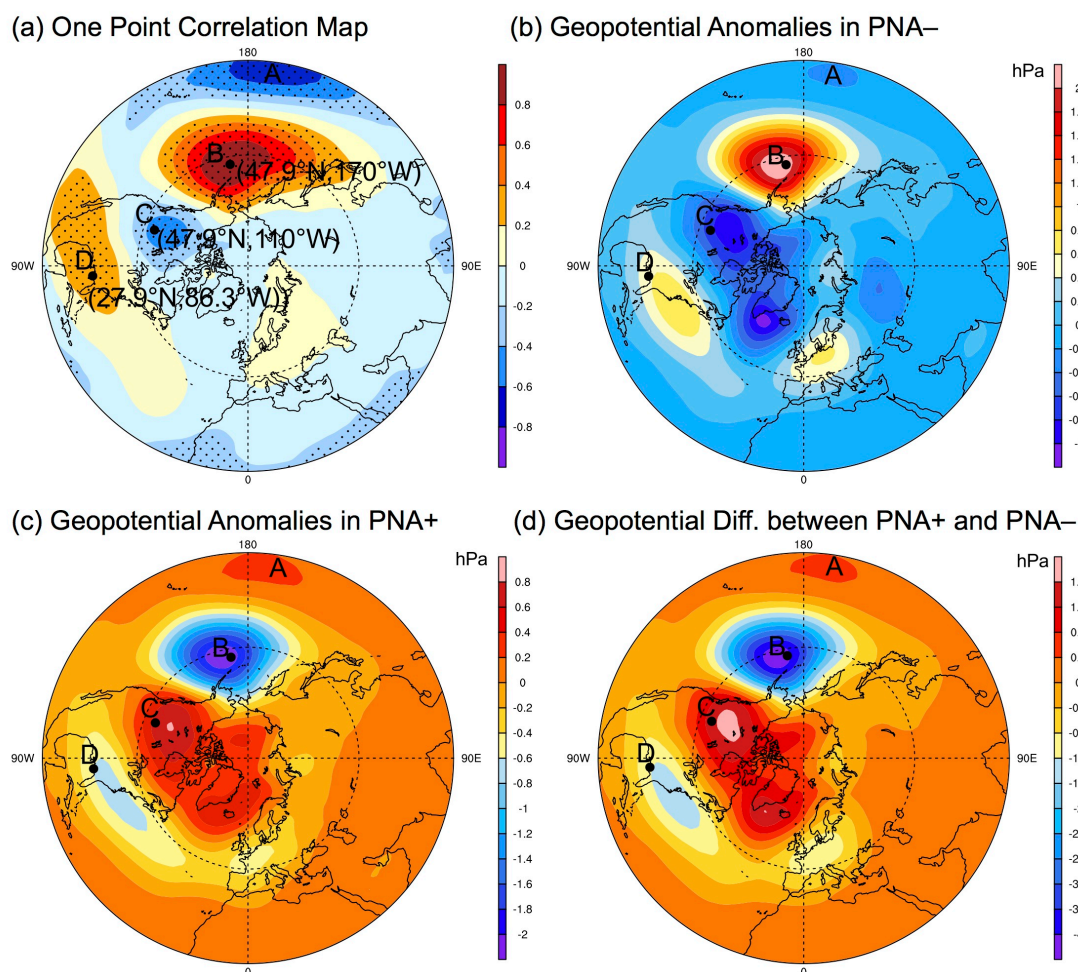 (a) One Point Correlation Map
(b) Geopotential Anomalies in PNA–
180
180
hPa
A
A
B
(47.9°N,170°W)
B
C
(47.9°N,110°W)
C
90W
D
90E
90W
D
90E
(27.9°N,86.3°W)
0.8
0.6
0.4
0.2
0
-0.2
-0.4
-0.6
-0.8
0
0
(c) Geopotential Anomalies in PNA+
(d) Geopotential Diff. between PNA+ and PNA–
180
hPa
180
hPa
A
A
B
B
C
C
90W
D
90E
90W
D
90E
0.8
0.6
0.4
0.2
0
-0.2
-0.4
-0.6
-0.8
-1
-1.2
-1.4
-1.6
-1.8
-2
0
0